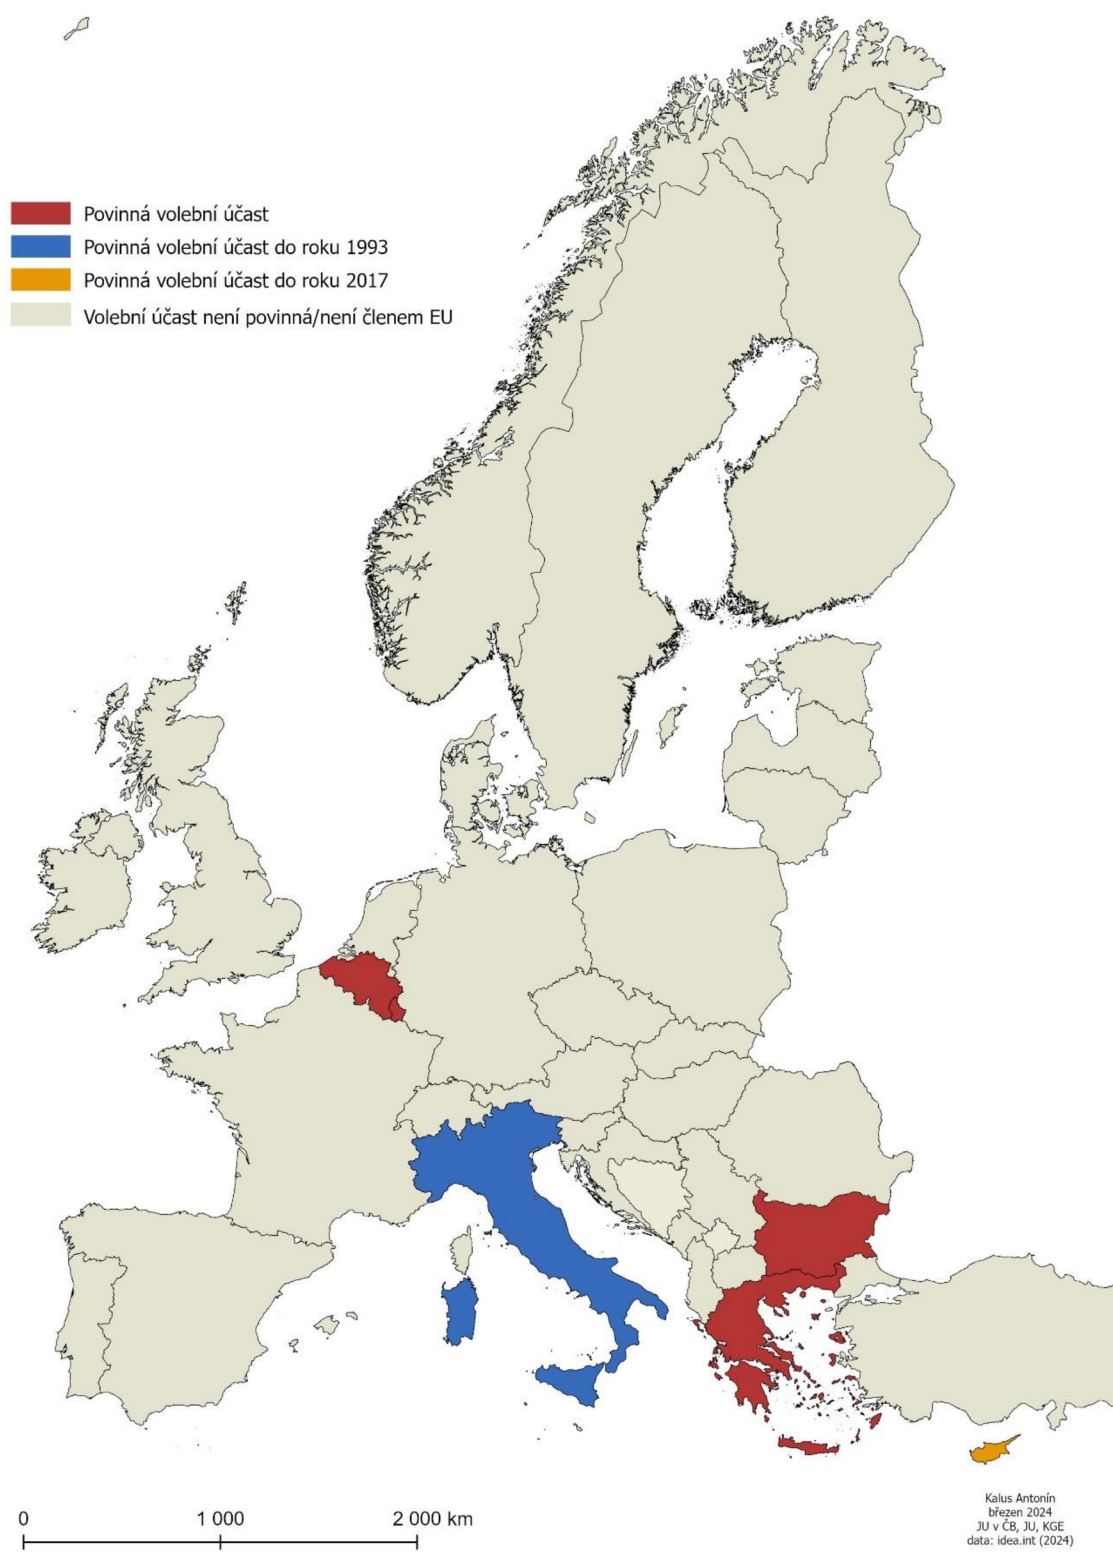 Povinná volební účast
Povinná volební účast do roku 1993
Povinná volební účast do roku 2017
Volební účast není povinná/není členem EU
0 1 000 2 000 km
Kalus Antonín
březen 2024
JU v ČB, JU, KGE
data: idea.int (2024)